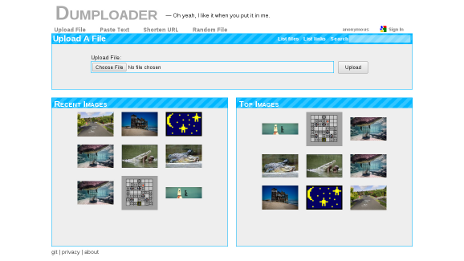 DUMPLOADER — Oh yeah, I like it when you put it in me.
Upload File Paste Text Shorten URL Random File anonymous Sign in
Upload A File List Item · List Index · Search
Upload File:
Choose File No file chosen Upload
RECENT IMAGES TOP IMAGES
git | privacy | about